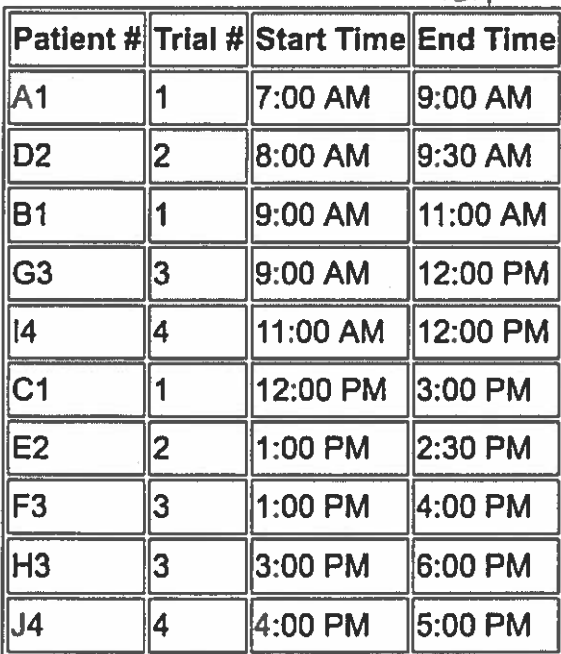 Patient # Trial # Start Time End Time
A1 1 7:00 AM 9:00 AM
D2 2 8:00 AM 9:30 AM
B1 1 9:00 AM 11:00 AM
G3 3 9:00 AM 12:00 PM
I4 4 11:00 AM 12:00 PM
C1 1 12:00 PM 3:00 PM
E2 2 1:00 PM 2:30 PM
F3 3 1:00 PM 4:00 PM
H3 3 3:00 PM 6:00 PM
J4 4 4:00 PM 5:00 PM